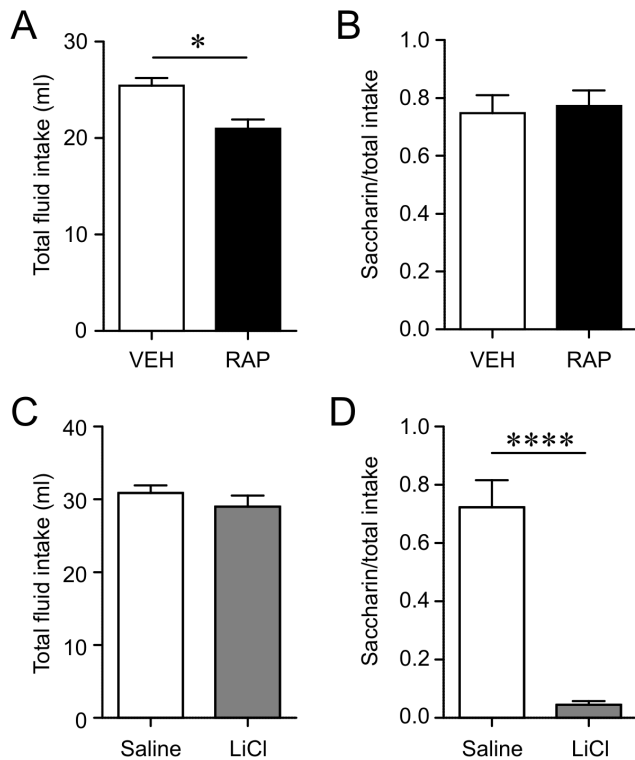 A
Total fluid intake (ml)
30
20
10
0
*
VEH RAP
B
Saccharin/total intake
1.0
0.8
0.6
0.4
0.2
0.0
VEH RAP
C
Total fluid intake (ml)
40
30
20
10
0
Saline LiCl
D
Saccharin/total intake
1.0
0.8
0.6
0.4
0.2
0.0
****
Saline LiCl